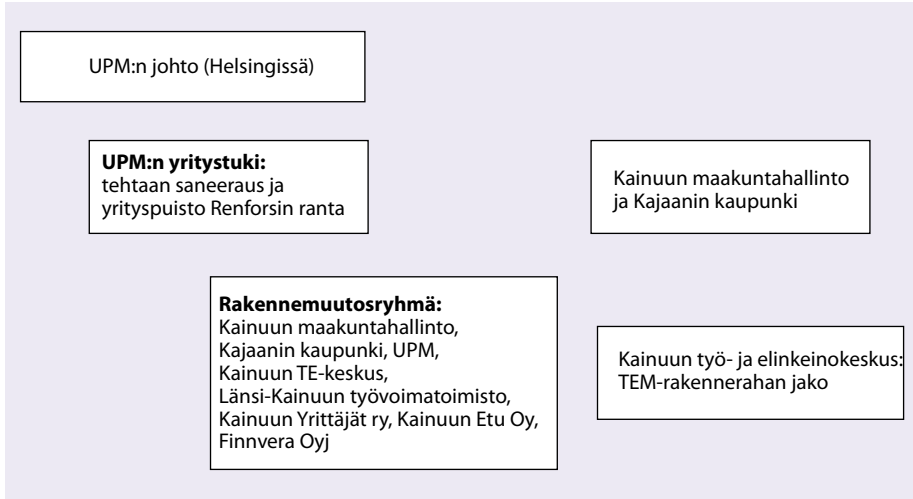 UPM:n johto (Helsingissä)
UPM:n yritystuki:
tehtaan saneeraus ja
yrityspuisto Renforsin ranta
Kainuun maakuntahallinto
ja Kajaanin kaupunki
Rakennemuutosryhmä:
Kainuun maakuntahallinto,
Kajaanin kaupunki, UPM,
Kainuun TE-keskus,
Länsi-Kainuun työvoimatoimisto,
Kainuun Yrittäjät ry, Kainuun Etu Oy,
Finnvera Oyj
Kainuun työ- ja elinkeinokeskus:
TEM-rakennerahan jako